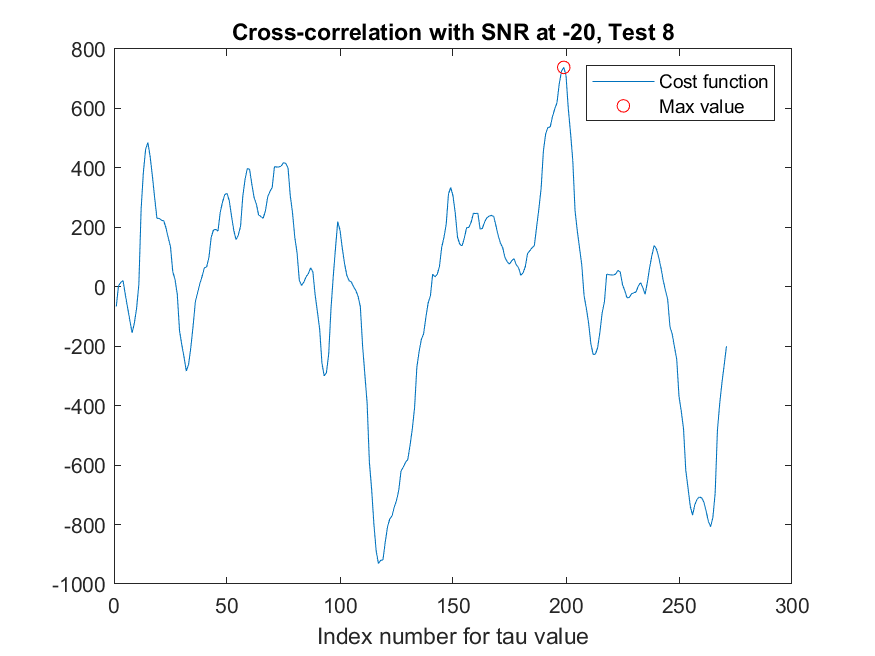 Cross-correlation with SNR at -20, Test 8
800
600
400
200
0
-200
-400
-600
-800
-1000
Cost function
Max value
0 50 100 150 200 250 300
Index number for tau value